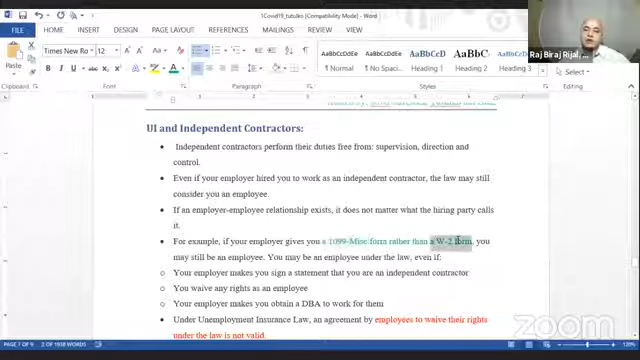 1Covid19_tutulko [Compatibility Mode] - Word
FILE HOME INSERT DESIGN PAGE LAYOUT REFERENCES MAILINGS REVIEW VIEW
Times New Ro 12
Paste
AaBbCcDdEe AaBbCcDdEe AaBbCcD AaBbCcD AaBbCcD
¶ Normal ¶ No Spaci... Heading 1 Heading 2 Heading 3
Select
Clipboard Font Paragraph Styles Editing
Raj Biraj Rijal,
UI and Independent Contractors:
• Independent contractors perform their duties free from: supervision, direction and
control.
• Even if your employer hired you to work as an independent contractor, the law may still
consider you an employee.
• If an employer-employee relationship exists, it does not matter what the hiring party calls
it.
• For example, if your employer gives you a 1099-Misc form rather than a W-2 form, you
may still be an employee. You may be an employee under the law, even if:
o Your employer makes you sign a statement that you are an independent contractor
o You waive any rights as an employee
o Your employer makes you obtain a DBA to work for them
• Under Unemployment Insurance Law, an agreement by employees to waive their rights
under the law is not valid.
zoom
PAGE 7 OF 9 2 OF 1938 WORDS
120%